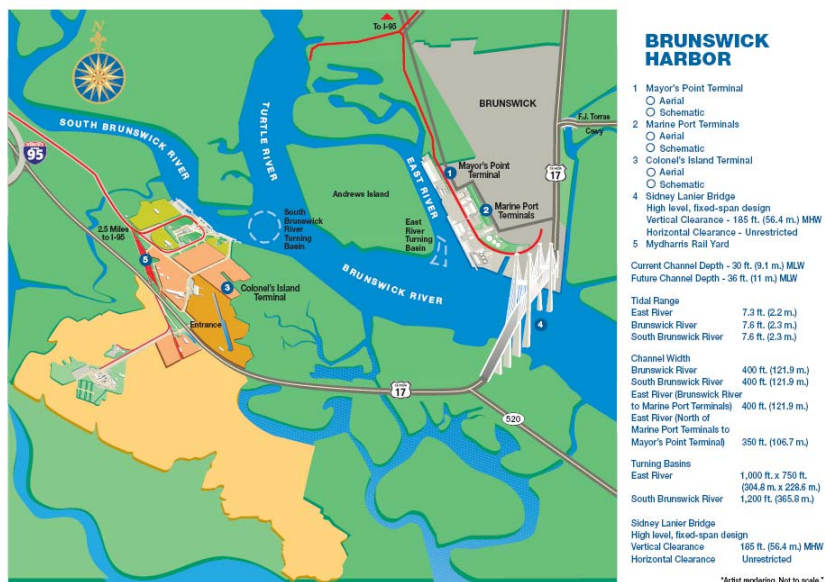 N
To I-95
SOUTH BRUNSWICK RIVER
TURTLE RIVER
BRUNSWICK
F.J. Torras
Cswy
95
EAST RIVER
1
Mayor's Point
Terminal
17
Andrews Island
2
Marine Port
Terminals
2.5 Miles
to I-95
South
Brunswick
River
Turning
Basin
East
River
Turning
Basin
5
BRUNSWICK RIVER
3
Colonel's Island
Terminal
Entrance
4
17
520
BRUNSWICK
HARBOR
1 Mayor's Point Terminal
Aerial
Schematic
2 Marine Port Terminals
Aerial
Schematic
3 Colonel's Island Terminal
Aerial
Schematic
4 Sidney Lanier Bridge
High level, fixed-span design
Vertical Clearance - 185 ft. (56.4 m.) MHW
Horizontal Clearance - Unrestricted
5 Mydharris Rail Yard
Current Channel Depth - 30 ft. (9.1 m.) MLW
Future Channel Depth - 36 ft. (11 m.) MLW
Tidal Range
East River 7.3 ft. (2.2 m.)
Brunswick River 7.6 ft. (2.3 m.)
South Brunswick River 7.6 ft. (2.3 m.)
Channel Width
Brunswick River 400 ft. (121.9 m.)
South Brunswick River 400 ft. (121.9 m.)
East River (Brunswick River
to Marine Port Terminals) 400 ft. (121.9 m.)
East River (North of
Marine Port Terminals to
Mayor's Point Terminal) 350 ft. (106.7 m.)
Turning Basins
East River 1,000 ft. x 750 ft.
(304.8 m. x 228.6 m.)
South Brunswick River 1,200 ft. (365.8 m.)
Sidney Lanier Bridge
High level, fixed-span design
Vertical Clearance 185 ft. (56.4 m.) MHW
Horizontal Clearance Unrestricted
*Artist rendering. Not to scale.*